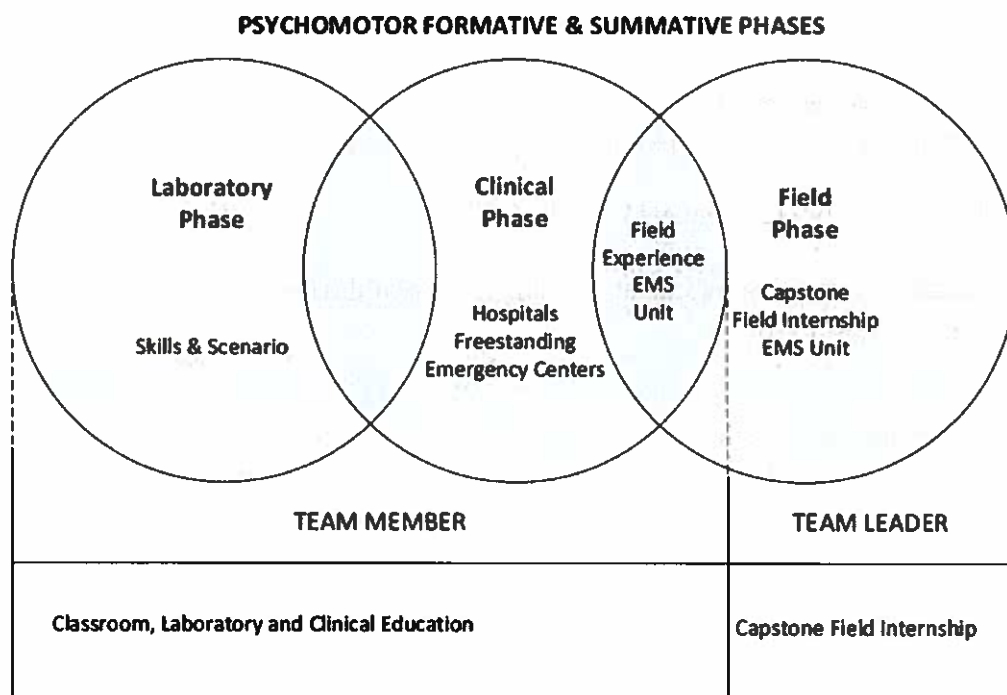 PSYCHOMOTOR FORMATIVE & SUMMATIVE PHASES
Laboratory
Phase
Skills & Scenario
Clinical
Phase
Hospitals
Freestanding
Emergency Centers
Field
Experience
EMS
Unit
Field
Phase
Capstone
Field Internship
EMS Unit
TEAM MEMBER
TEAM LEADER
Classroom, Laboratory and Clinical Education
Capstone Field Internship